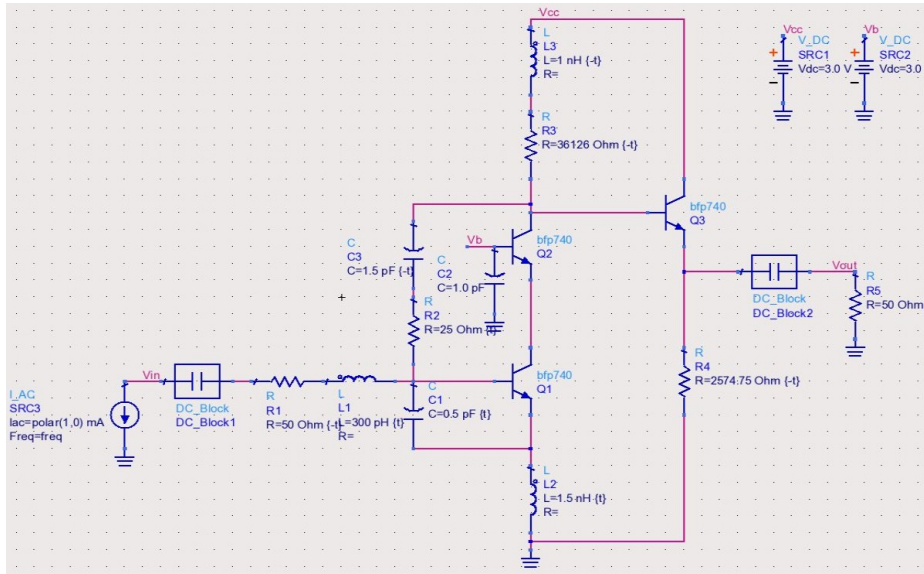 Vcc
L
L3
L=1 nH {-t}
R=
R
R3
R=36126 Ohm {-t}
Vcc
V_DC
SRC1
Vdc=3.0 V
Vb
V_DC
SRC2
Vdc=3.0
bfp740
Q3
C
C3
C=1.5 pF {-t}
Vb
bfp740
Q2
C
C2
C=1.0 pF
R
R2
R=25 Ohm {t}
Vout
DC_Block
DC_Block2
R
R5
R=50 Ohm
R
R4
R=2574.75 Ohm {-t}
bfp740
Q1
Vin
I_AC
SRC3
Iac=polar(1,0) mA
Freq=freq
DC_Block
DC_Block1
R
R1
R=50 Ohm {-t}
L
L1
L=300 pH {t}
R=
C
C1
C=0.5 pF {t}
L
L2
L=1.5 nH {t}
R=